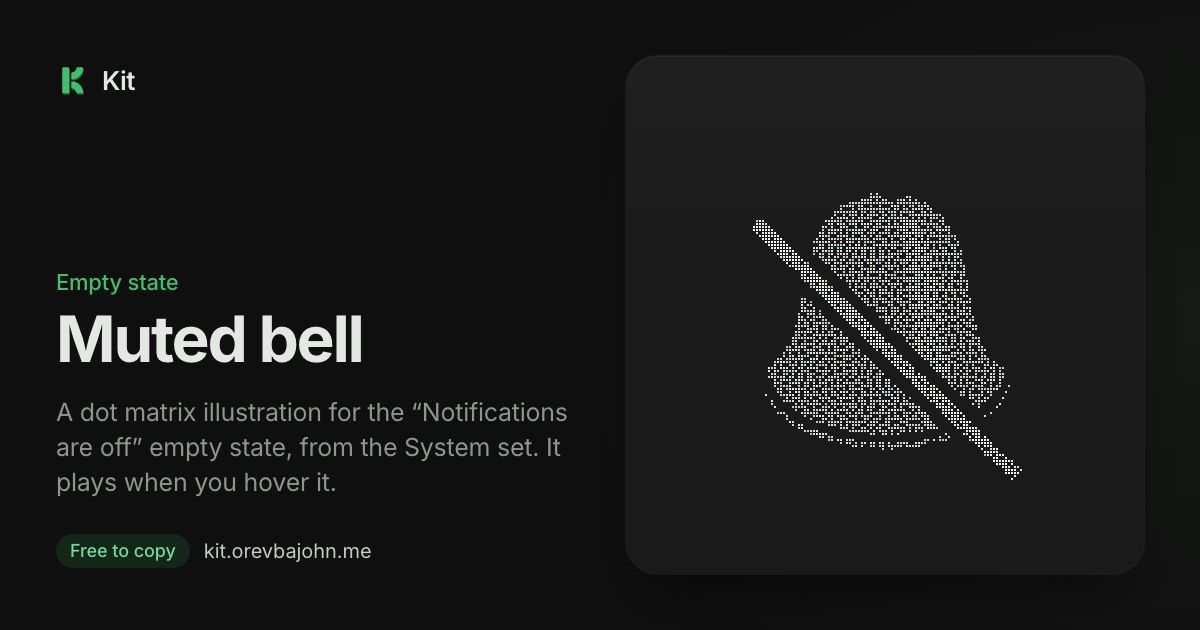 Kit
Empty state
Muted bell
A dot matrix illustration for the “Notifications
are off” empty state, from the System set. It
plays when you hover it.
Free to copy
kit.orevbajohn.me